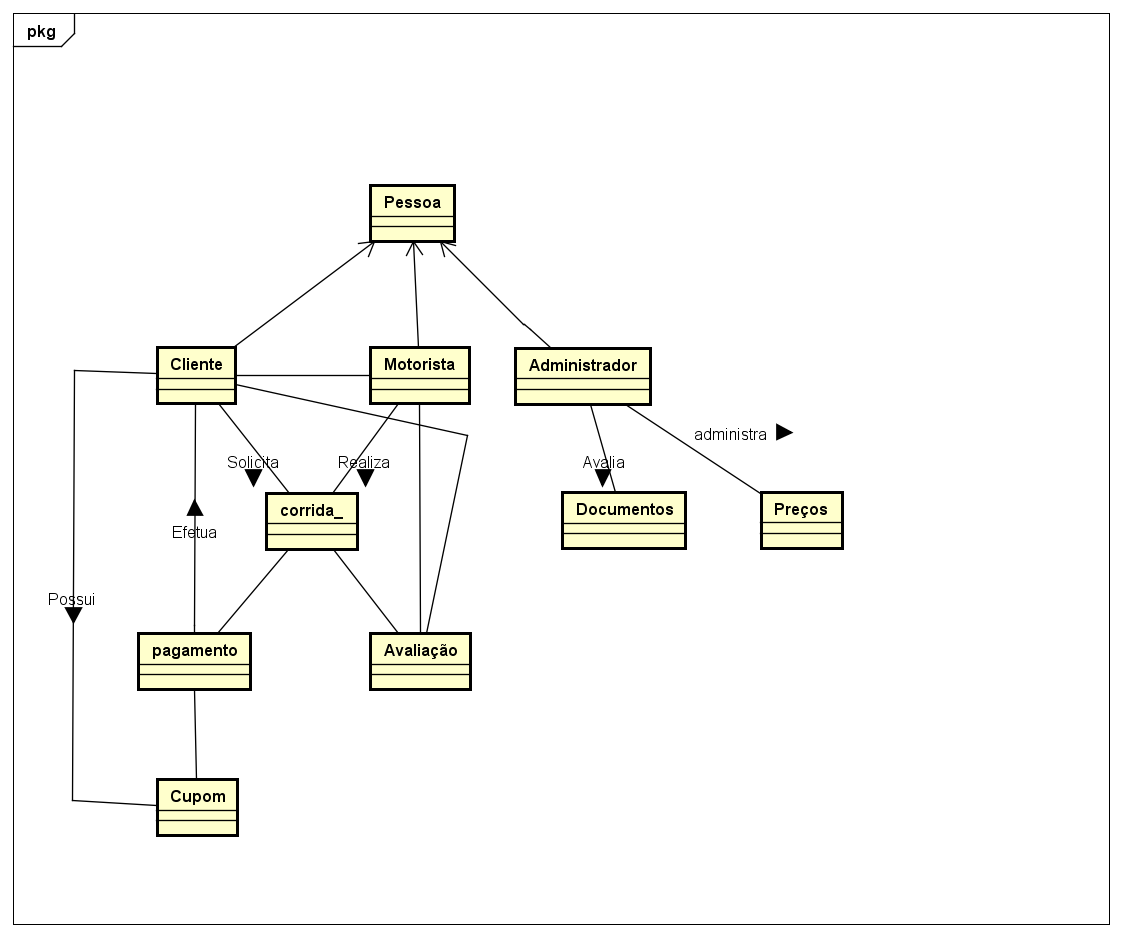 pkg
Pessoa
Cliente
Motorista
Administrador
administra
Solicita
Realiza
Avalia
corrida_
Documentos
Preços
Efetua
Possui
pagamento
Avaliação
Cupom